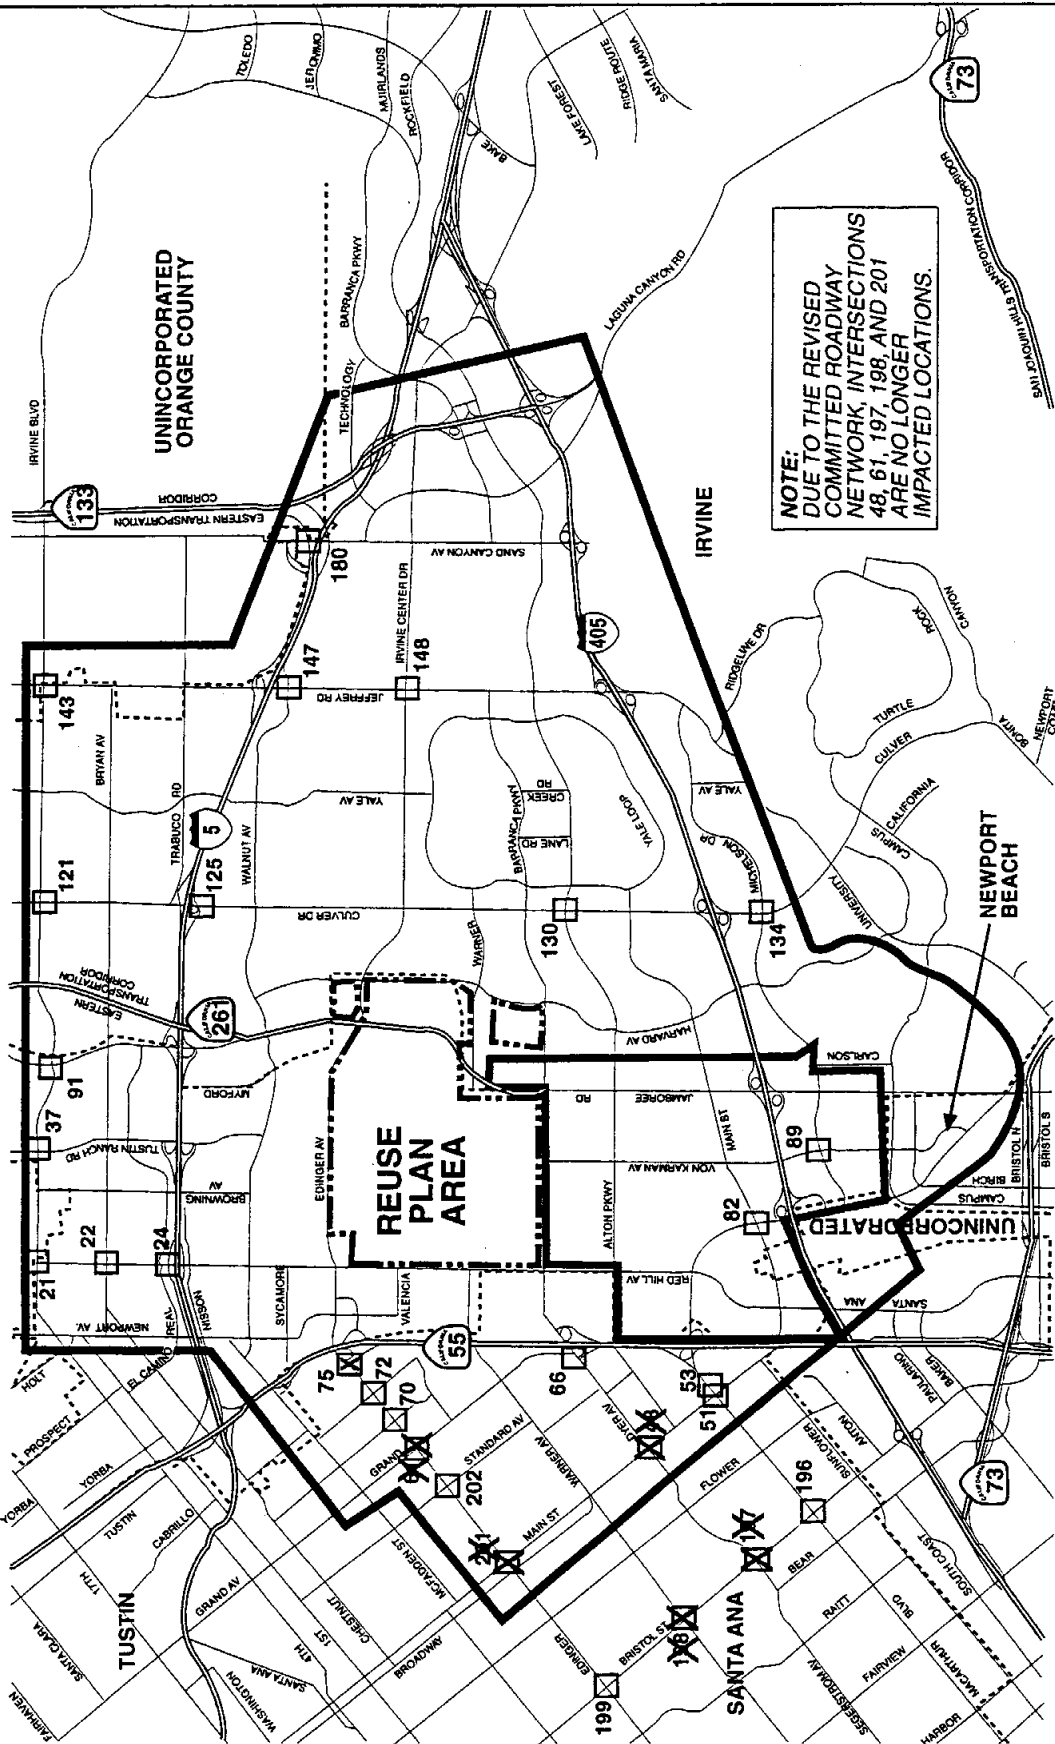 TOLEDO
JERONIMO
MUIRLANDS
ROCKFIELD
LAKE FOREST
RIDGE ROUTE
SANTA MARIA
BAKE
73
SAN JOAQUIN HILLS TRANSPORTATION CORRIDOR
LAGUNA CANYON RD
UNINCORPORATED
ORANGE COUNTY
BARRANCA PKWY
TECHNOLOGY
IRVINE BLVD
133
EASTERN TRANSPORTATION
CORRIDOR
NOTE:
DUE TO THE REVISED
COMMITTED ROADWAY
NETWORK, INTERSECTIONS
48, 61, 197, 198, AND 201
ARE NO LONGER
IMPACTED LOCATIONS.
IRVINE
SAND CANYON AV
180
IRVINE CENTER DR
405
143
147
148
JEFFREY RD
RIDGELINE DR
TURTLE
ROCK
CANYON
BONITA
NEWPORT
CULVER
BRYAN AV
TRABUCO RD
YALE AV
5
WALNUT AV
BARRANCA PKWY
CREEK
RD
LANE RD
YALE LOOP
YALE AV
MICHELSON DR
CAMPUS
CALIFORNIA
UNIVERSITY
121
125
CULVER DR
130
134
WARNER
NEWPORT
BEACH
EASTERN
TRANSPORTATION
CORRIDOR
261
HARVARD AV
CARLSON
91
MYFORD
JAMBOREE
RD
MAIN ST
37
TUSTIN RANCH RD
EDINGER AV
REUSE
PLAN
AREA
VON KARMAN AV
89
BROWNING
AV
ALTON PKWY
82
BIRCH
CAMPUS
BRISTOL N
BRISTOL S
UNINCORPORATED
21
22
24
RED HILL AV
SYCAMORE
VALENCIA
SANTA
ANA
NEWPORT AV.
EL CAMINO
REAL
NISSON
HOLT
PROSPECT
YORBA
YORBA
55
75
72
70
66
53
51
GRAND
STANDARD AV
202
WARNER AV
DYER AV
FLOWER
SUNFLOWER
ANTON
PAULARINO
BAKER
196
73
MAIN ST
TUSTIN
CABRILLO
17TH
SANTA CLARA
FAIRHAVEN
TUSTIN
GRAND AV
4TH
1ST
CHESTNUT
MCFADDEN ST
SANTA ANA
WASHINGTON
BROADWAY
EDINGER
BRISTOL ST
199
SANTA ANA
BEAR
RAITT
SEGERSTROM AV
FAIRVIEW
HARBOR
MACARTHUR
BLVD
SOUTH COAST